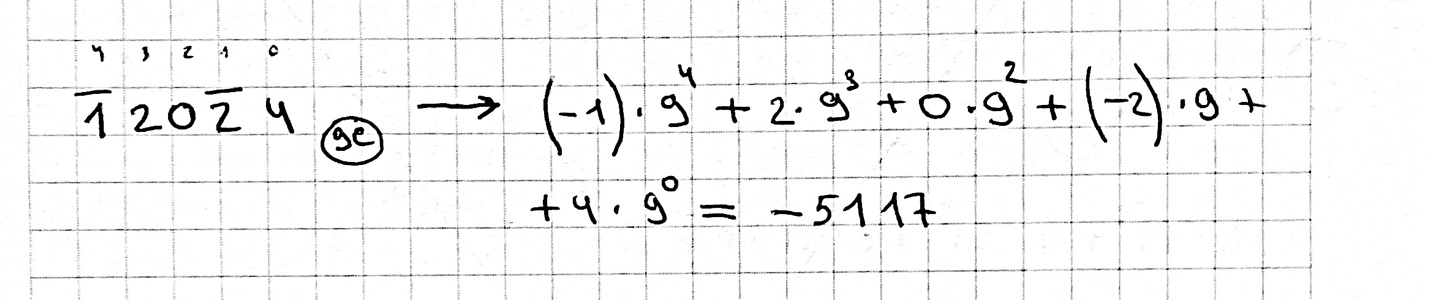 4 3 2 1 0
1̅ 2 0 2̅ 4 (9c) → (-1) · 9⁴ + 2 · 9³ + 0 · 9² + (-2) · 9 +
+ 4 · 9⁰ = -5117